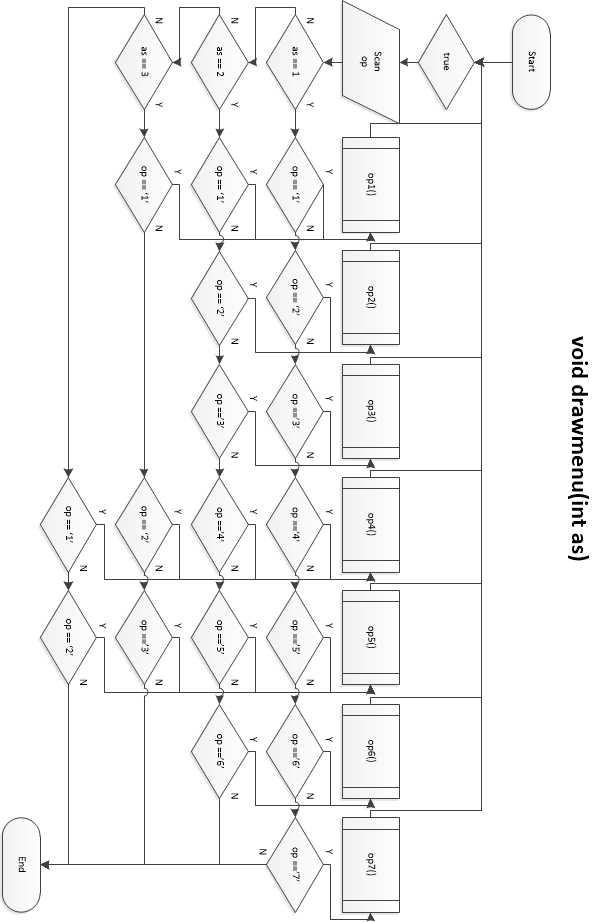 void drawmenu(int as)
Start
true
Scan
op
op1()
op2()
op3()
op4()
op5()
op6()
op7()
Y
Y
Y
Y
Y
Y
Y
N
Y
N
N
N
N
N
N
as == 1
op == ‘1’
op == ‘2’
op ==‘3’
op ==‘4’
op ==‘5’
op ==‘6’
op ==‘7’
N
Y
Y
Y
Y
Y
Y
N
Y
N
N
N
N
N
N
as == 2
op == ‘1’
op == ‘2’
op ==‘3’
op ==‘4’
op ==‘5’
op ==‘6’
Y
Y
Y
N
Y
N
N
N
as == 3
op == ‘1’
op == ‘2’
op ==‘3’
Y
Y
N
N
op == ‘1’
op == ‘2’
End